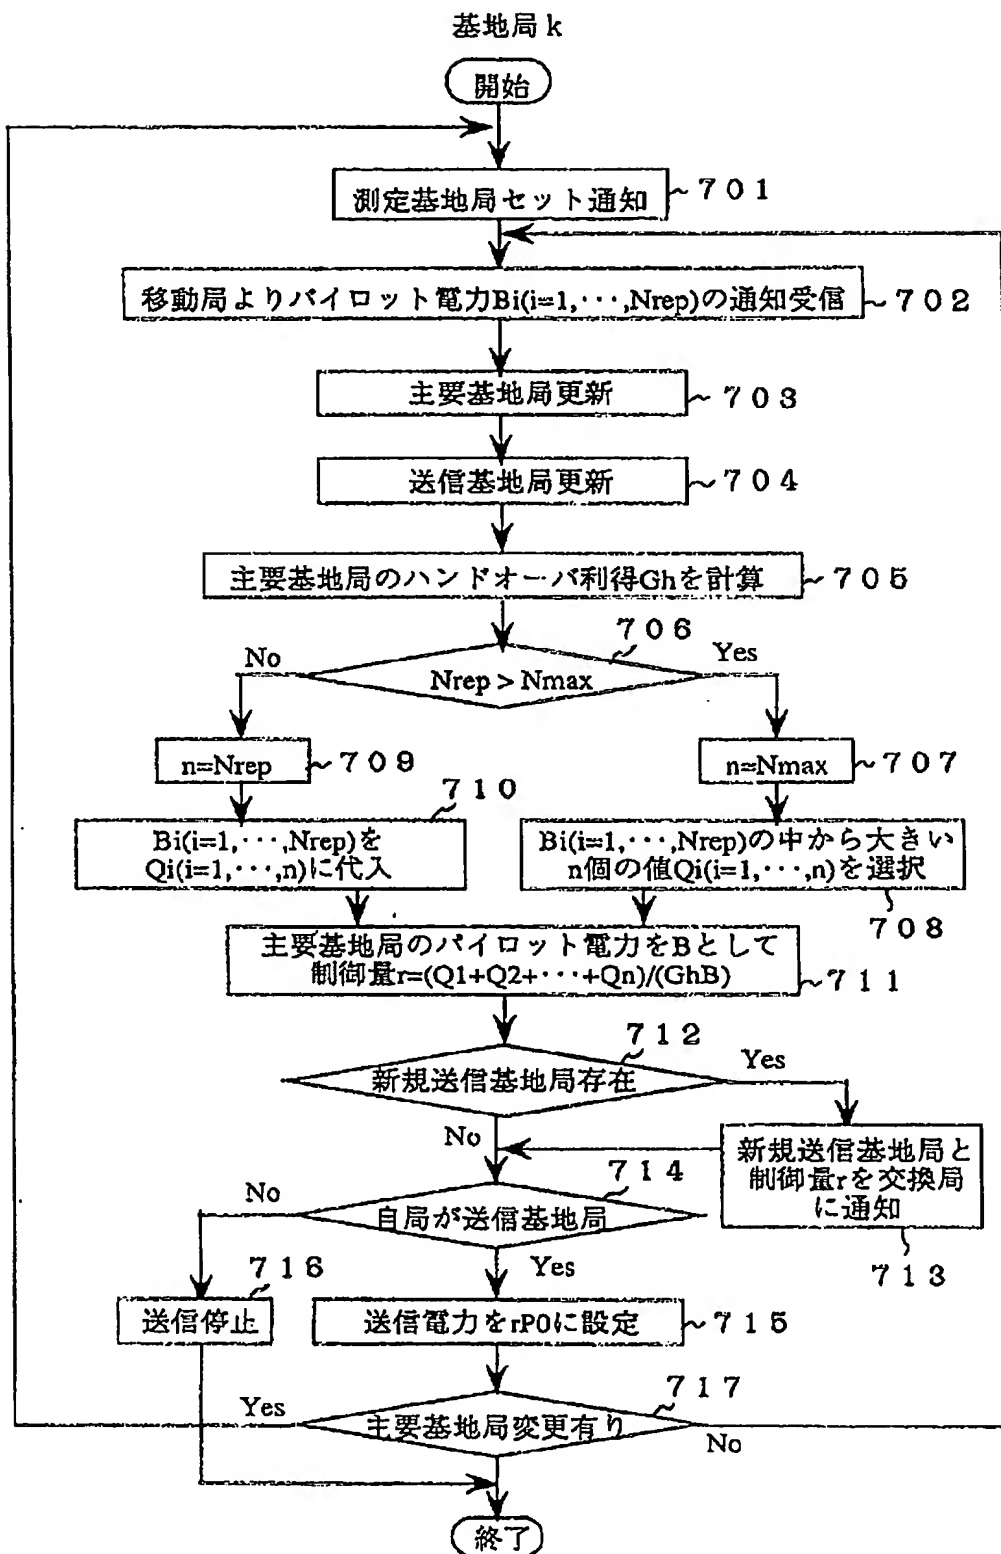 基地局 k
開始
測定基地局セット通知
701
移動局よりパイロット電力Bi(i=1,···,Nrep)の通知受信
702
主要基地局更新
703
送信基地局更新
704
主要基地局のハンドオーバ利得Ghを計算
705
706
No
Yes
Nrep > Nmax
n=Nrep
709
n=Nmax
707
710
Bi(i=1,···,Nrep)を
Qi(i=1,···,n)に代入
Bi(i=1,···,Nrep)の中から大きい
n個の値Qi(i=1,···,n)を選択
708
主要基地局のパイロット電力をBとして
制御量r=(Q1+Q2+···+Qn)/(GhB)
711
712
Yes
新規送信基地局存在
No
新規送信基地局と
制御量rを交換局
に通知
713
714
No
自局が送信基地局
Yes
716
送信停止
送信電力をrP0に設定
715
717
Yes
主要基地局変更有り
No
終了